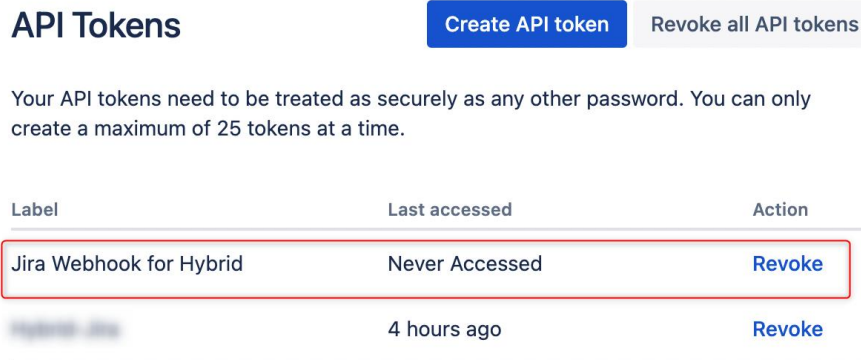 API Tokens
Create API token
Revoke all API tokens
Your API tokens need to be treated as securely as any other password. You can only
create a maximum of 25 tokens at a time.
Label Last accessed Action
Jira Webhook for Hybrid Never Accessed Revoke
4 hours ago Revoke